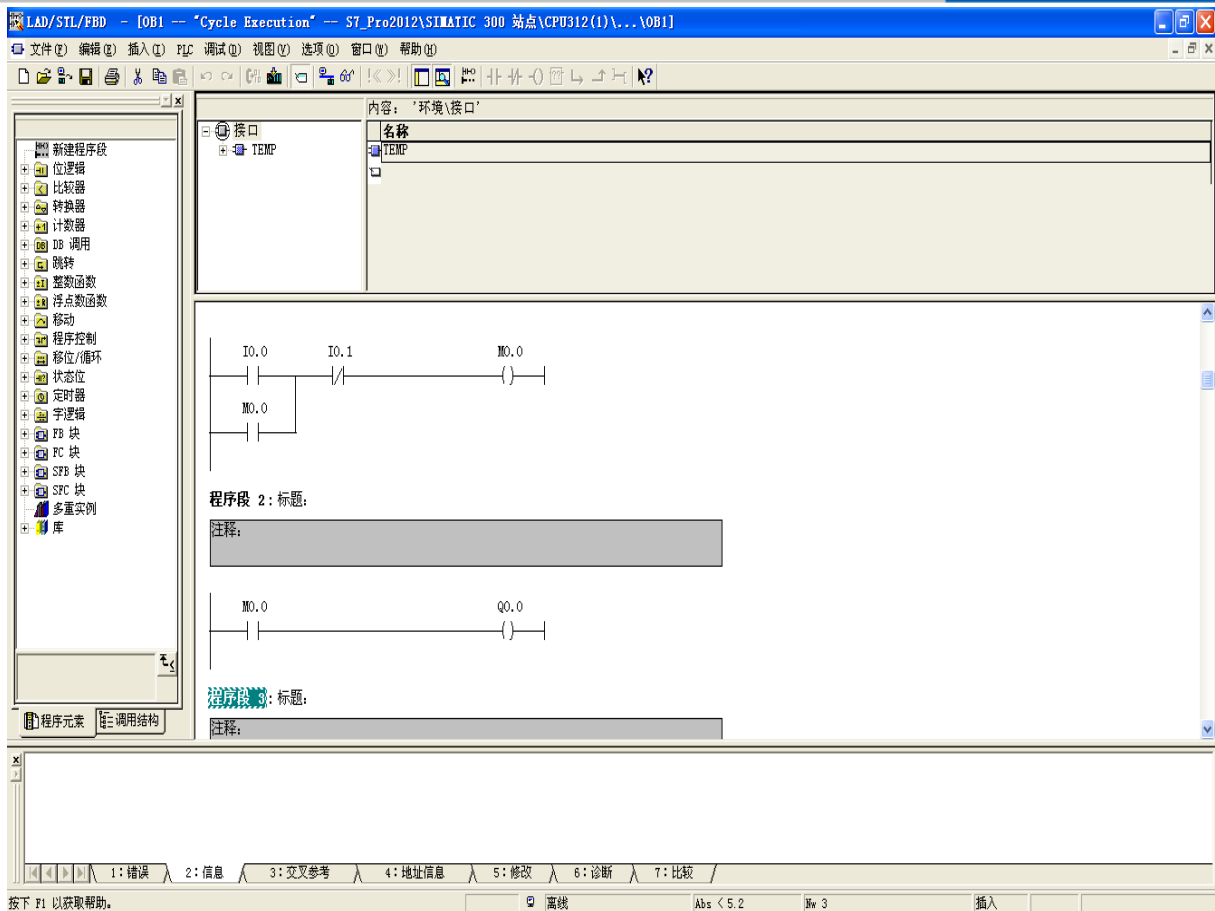 LAD/STL/FBD - [OB1 -- "Cycle Execution" -- S7_Pro2012\SIMATIC 300 站点\CPU312(1)\...\OB1]
文件(F) 编辑(E) 插入(I) PLC 调试(D) 视图(V) 选项(O) 窗口(W) 帮助(H)
内容: '环境\接口'
接口
TEMP
名称
TEMP
新建程序段
位逻辑
比较器
转换器
计数器
DB 调用
跳转
整数函数
浮点数函数
移动
程序控制
移位/循环
状态位
定时器
字逻辑
FB 块
FC 块
SFB 块
SFC 块
多重实例
库
程序元素 调用结构
I0.0 I0.1 M0.0
M0.0
程序段 2:标题:
注释:
M0.0 Q0.0
程序段 3:标题:
注释:
1:错误 2:信息 3:交叉参考 4:地址信息 5:修改 6:诊断 7:比较
按下 F1 以获取帮助。 离线 Abs < 5.2 Nw 3 插入